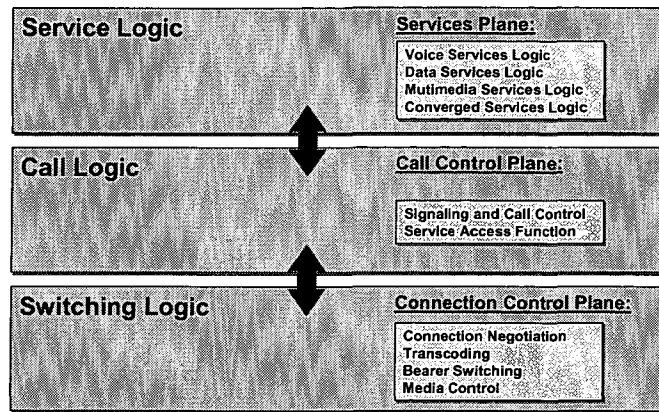 Service Logic
Services Plane:
Voice Services Logic
Data Services Logic
Mutimedia Services Logic
Converged Services Logic
Call Logic
Call Control Plane:
Signaling and Call Control
Service Access Function
Switching Logic
Connection Control Plane:
Connection Negotiation
Transcoding
Bearer Switching
Media Control